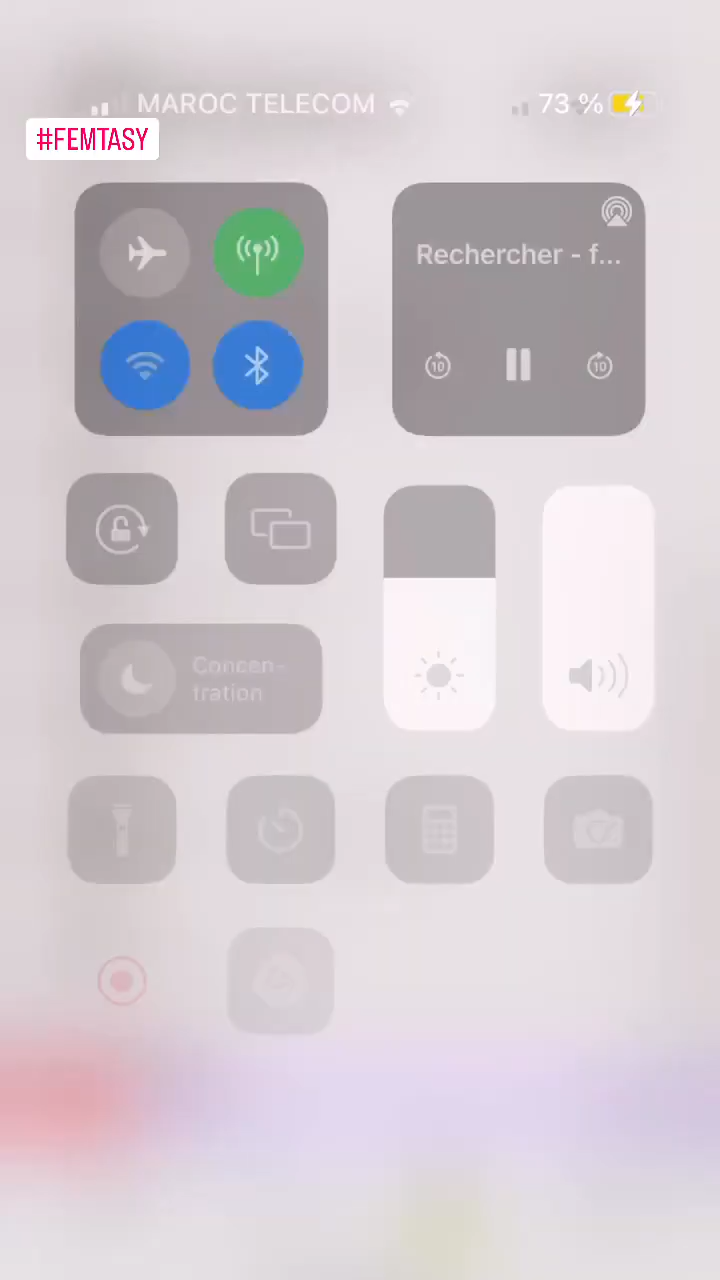 MAROC TELECOM
73 %
#FEMTASY
Rechercher - f...
10
10
Concen-
tration